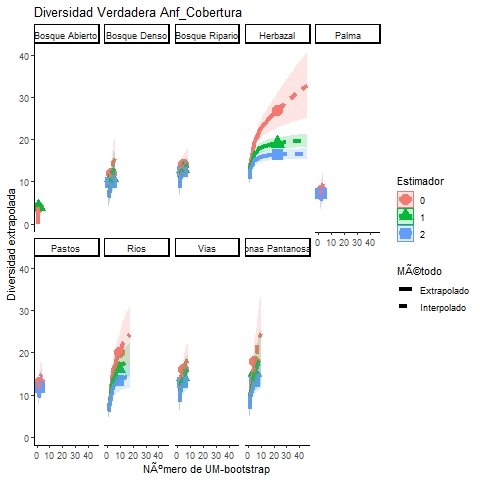 Diversidad Verdadera Anf_Cobertura
Bosque Abierto
Bosque Denso
Bosque Ripario
Herbazal
Palma
40
30
20
10
0
0 10 20 30 40
Pastos
Rios
Vias
onas Pantanosa
40
30
20
10
0
0 10 20 30 40
0 10 20 30 40
0 10 20 30 40
0 10 20 30 40
Diversidad extrapolada
NÃºmero de UM-bootstrap
Estimador
0
1
2
MÃ©todo
Extrapolado
Interpolado